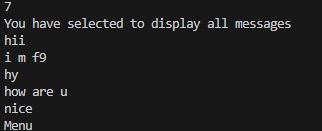 7
You have selected to display all messages
hii
i m f9
hy
how are u
nice
Menu